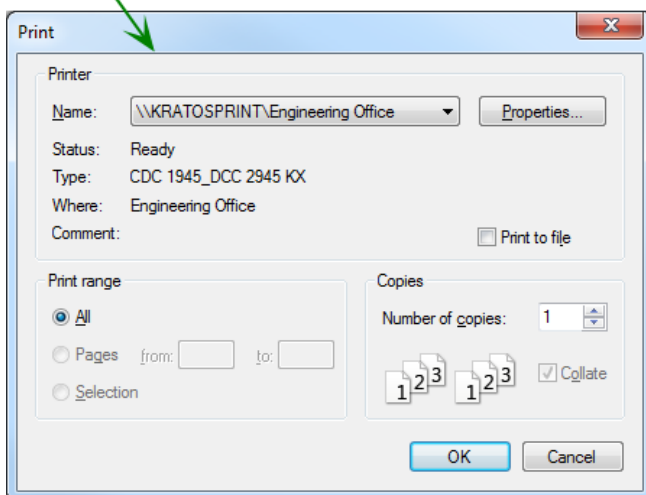 Print
Printer
Name: \\KRATOSPRINT\Engineering Office Properties...
Status: Ready
Type: CDC 1945_DCC 2945 KX
Where: Engineering Office
Comment: Print to file
Print range
All
Pages from: to:
Selection
Copies
Number of copies: 1
1 2 3 1 2 3 Collate
OK Cancel